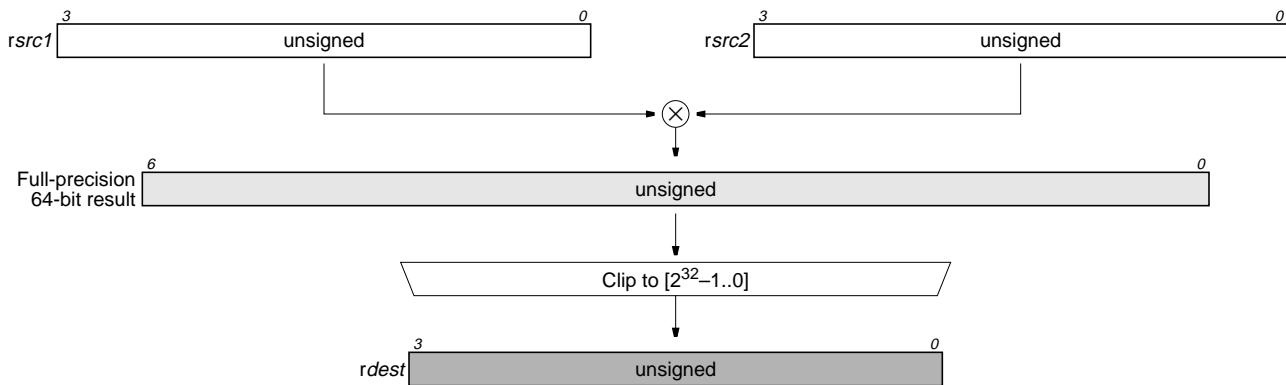 3 0 3 0
rsrc1 unsigned rsrc2 unsigned
6 0
Full-precision
64-bit result
unsigned
Clip to [2³²–1..0]
3 0
rdest unsigned